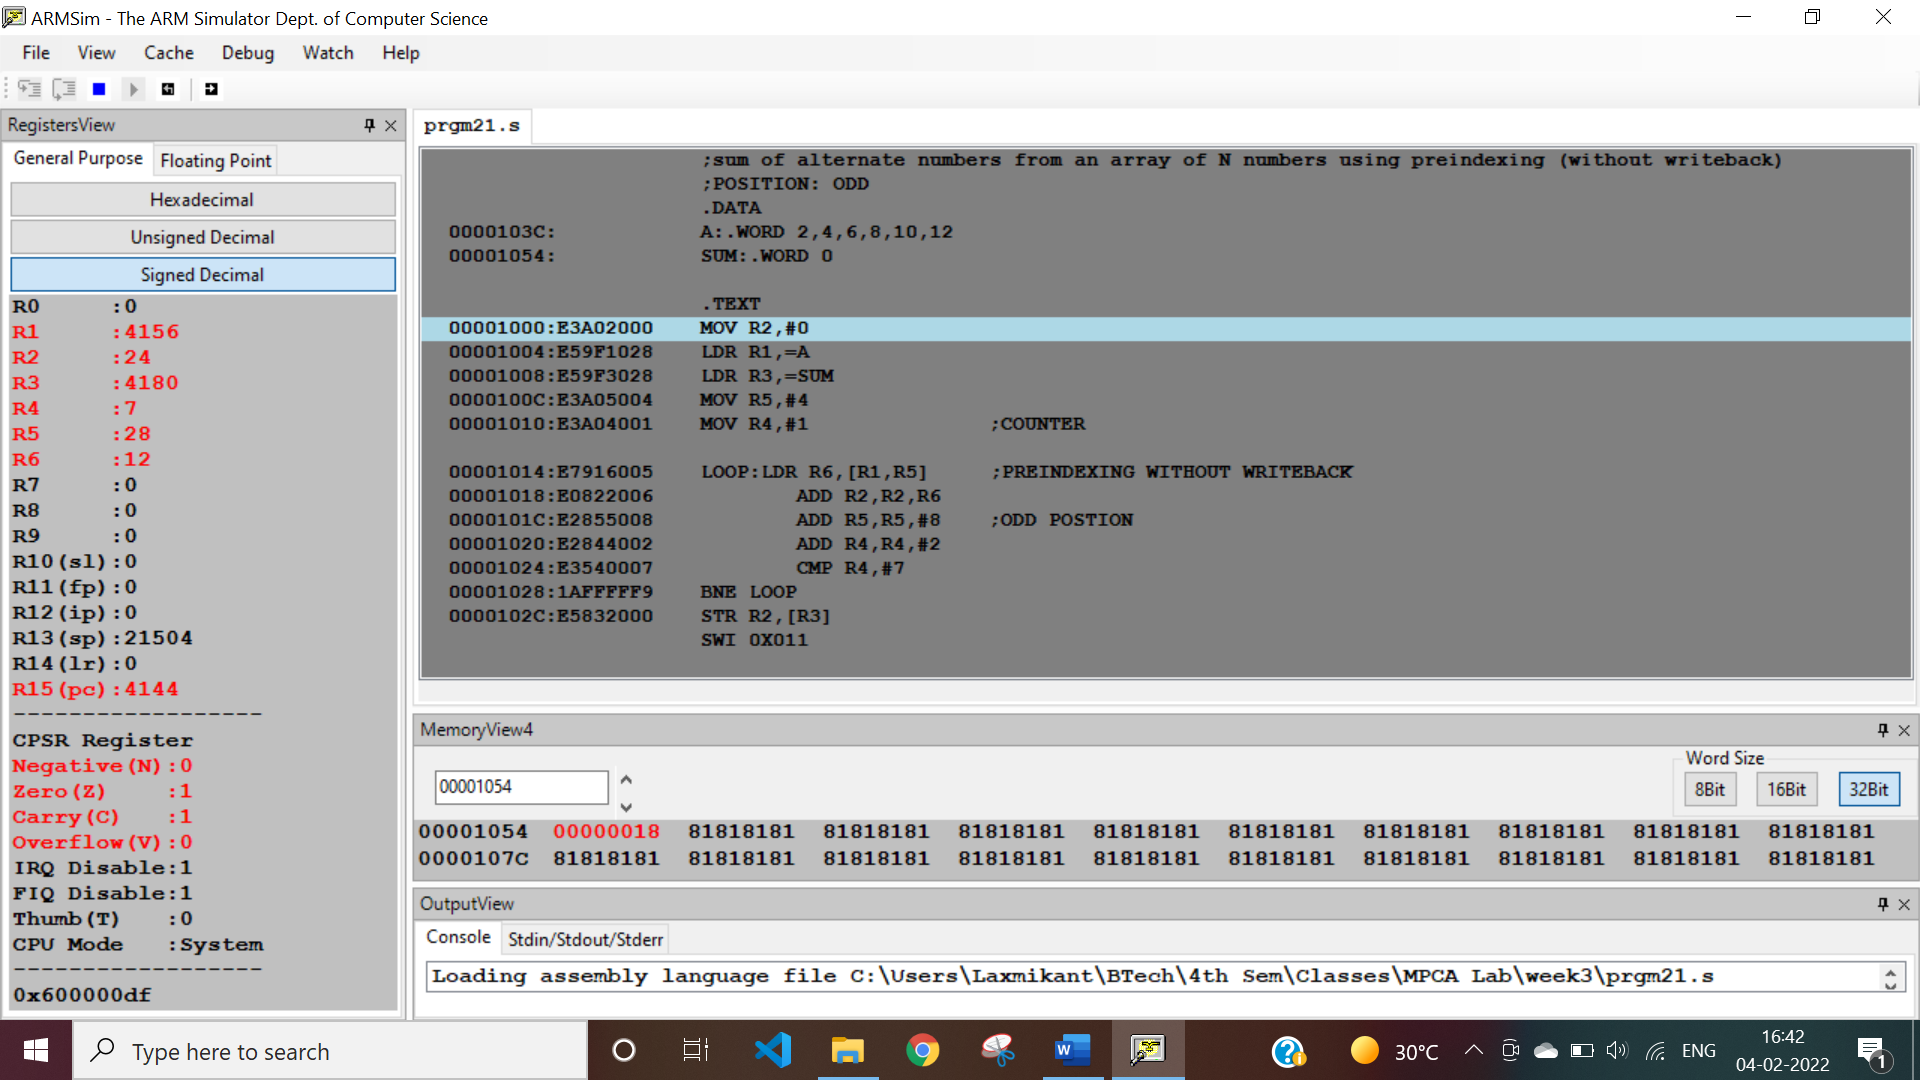 ARMSim - The ARM Simulator Dept. of Computer Science
File View Cache Debug Watch Help
RegistersView
General Purpose Floating Point
Hexadecimal
Unsigned Decimal
Signed Decimal
R0 :0
R1 :4156
R2 :24
R3 :4180
R4 :7
R5 :28
R6 :12
R7 :0
R8 :0
R9 :0
R10(sl):0
R11(fp):0
R12(ip):0
R13(sp):21504
R14(lr):0
R15(pc):4144
-------------------
CPSR Register
Negative(N):0
Zero(Z) :1
Carry(C) :1
Overflow(V):0
IRQ Disable:1
FIQ Disable:1
Thumb(T) :0
CPU Mode :System
-------------------
0x600000df
prgm21.s
;sum of alternate numbers from an array of N numbers using preindexing (without writeback)
;POSITION: ODD
.DATA
0000103C: A:.WORD 2,4,6,8,10,12
00001054: SUM:.WORD 0
.TEXT
00001000:E3A02000 MOV R2,#0
00001004:E59F1028 LDR R1,=A
00001008:E59F3028 LDR R3,=SUM
0000100C:E3A05004 MOV R5,#4
00001010:E3A04001 MOV R4,#1 ;COUNTER
00001014:E7916005 LOOP:LDR R6,[R1,R5] ;PREINDEXING WITHOUT WRITEBACK
00001018:E0822006 ADD R2,R2,R6
0000101C:E2855008 ADD R5,R5,#8 ;ODD POSTION
00001020:E2844002 ADD R4,R4,#2
00001024:E3540007 CMP R4,#7
00001028:1AFFFFF9 BNE LOOP
0000102C:E5832000 STR R2,[R3]
SWI 0X011
MemoryView4
00001054
Word Size
8Bit 16Bit 32Bit
00001054 00000018 81818181 81818181 81818181 81818181 81818181 81818181 81818181 81818181 81818181
0000107C 81818181 81818181 81818181 81818181 81818181 81818181 81818181 81818181 81818181 81818181
OutputView
Console Stdin/Stdout/Stderr
Loading assembly language file C:\Users\Laxmikant\BTech\4th Sem\Classes\MPCA Lab\week3\prgm21.s
Type here to search
30°C
ENG
16:42
04-02-2022
1